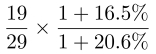 19/29 × (1 + 16.5%)/(1 + 20.6%)